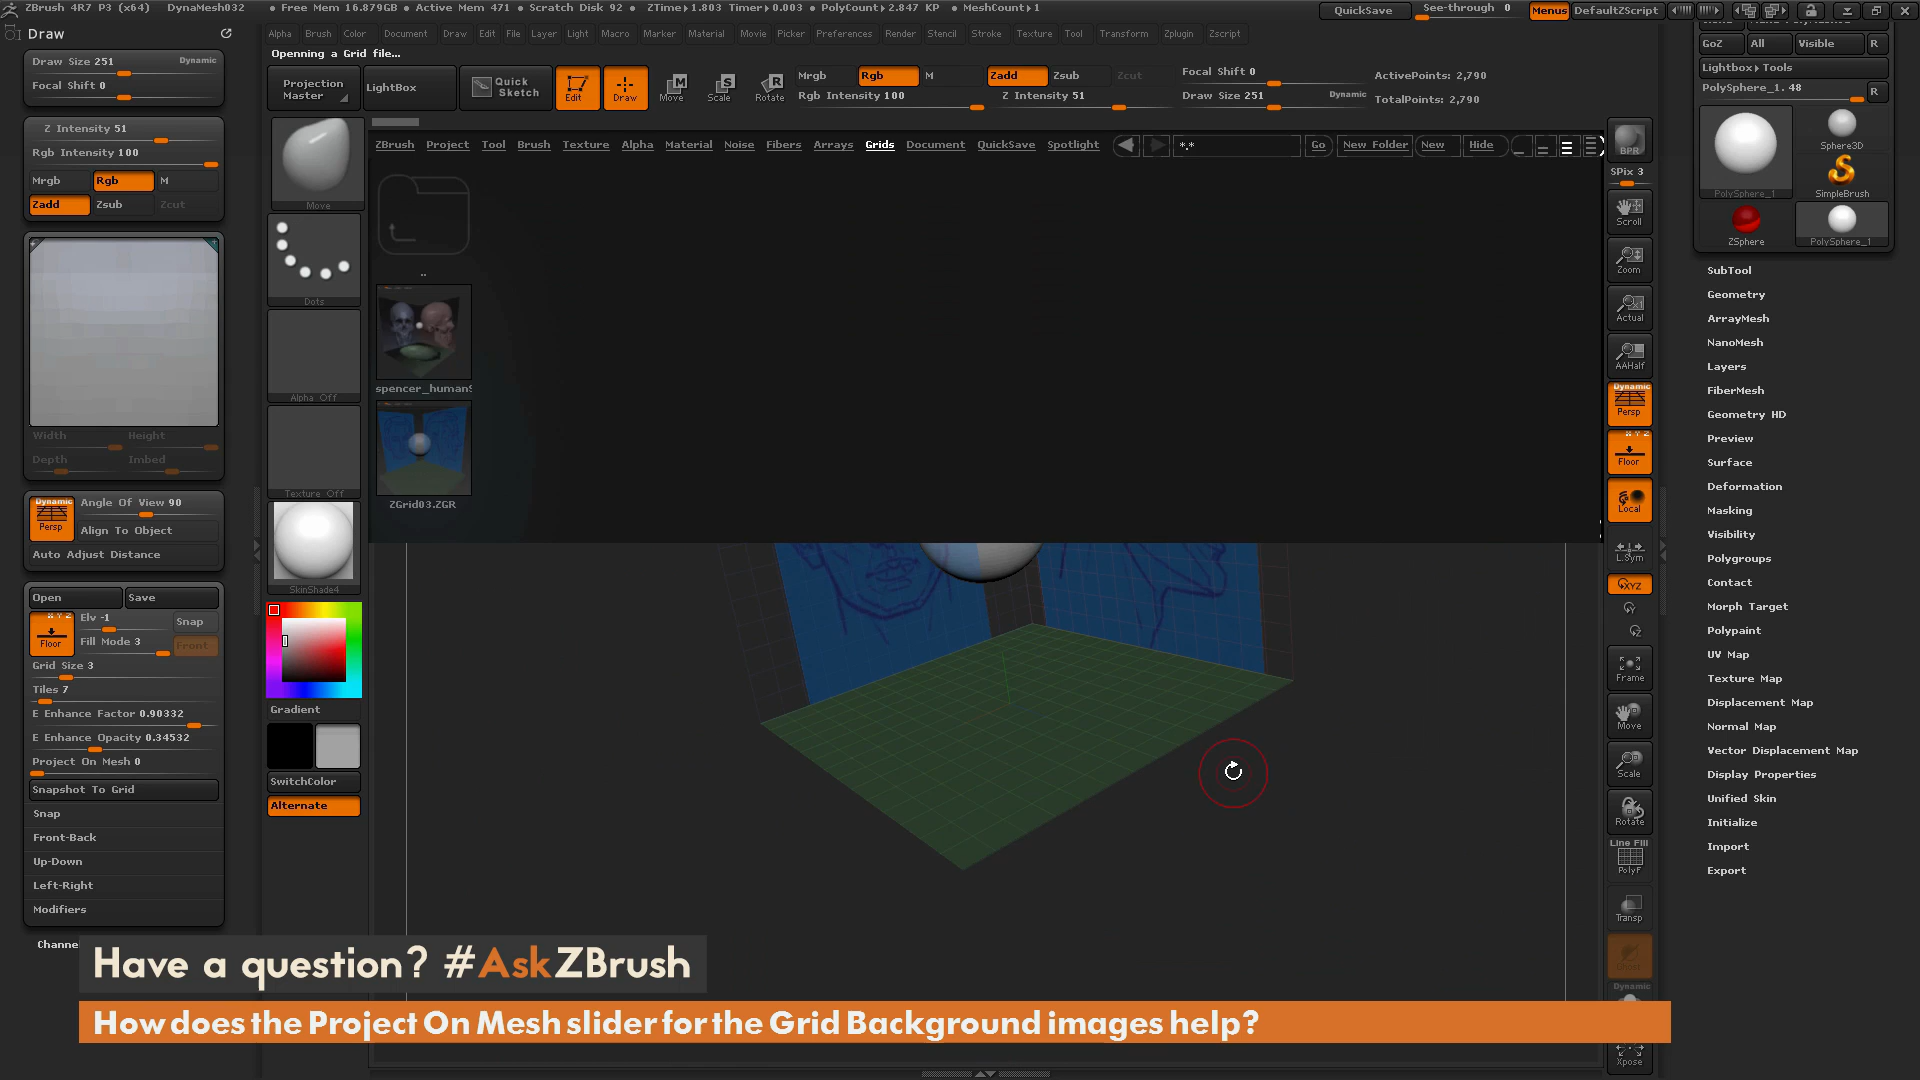 ZBrush 4R7 P3 (x64) DynaMesh032 • Free Mem 16.879GB • Active Mem 471 • Scratch Disk 92 • ZTime▸1.803 Timer▸0.003 • PolyCount▸2.847 KP • MeshCount▸1 QuickSave See-through 0 Menus DefaultZScript
Draw
Alpha Brush Color Document Draw Edit File Layer Light Macro Marker Material Movie Picker Preferences Render Stencil Stroke Texture Tool Transform Zplugin Zscript
Openning a Grid file...
Draw Size 251 Dynamic
Focal Shift 0
Z Intensity 51
Rgb Intensity 100
Mrgb Rgb M
Zadd Zsub Zcut
Width Height
Depth Imbed
Dynamic
Persp
Angle Of View 90
Align To Object
Auto Adjust Distance
Open Save
X Y Z
Floor
Elv -1 Snap
Fill Mode 3 Front
Grid Size 3
Tiles 7
E Enhance Factor 0.90332
E Enhance Opacity 0.34532
Project On Mesh 0
Snapshot To Grid
Snap
Front-Back
Up-Down
Left-Right
Modifiers
Projection Master
LightBox
Quick Sketch
Edit Draw Move Scale Rotate
Mrgb Rgb M
Rgb Intensity 100
Zadd Zsub Zcut
Z Intensity 51
Focal Shift 0
Draw Size 251 Dynamic
ActivePoints: 2,790
TotalPoints: 2,790
Move
Dots
Alpha Off
Texture Off
SkinShade4
Gradient
SwitchColor
Alternate
ZBrush Project Tool Brush Texture Alpha Material Noise Fibers Arrays Grids Document QuickSave Spotlight *.* Go New Folder New Hide
..
spencer_human
ZGrid03.ZGR
BPR
SPix 3
Scroll
Zoom
Actual
AAHalf
Dynamic
Persp
X Y Z
Floor
Local
L.Sym
XYZ
Frame
Move
Scale
Rotate
Line Fill
PolyF
Transp
Dynamic
Xpose
GoZ All Visible R
Lightbox▸Tools
PolySphere_1. 48 R
PolySphere_1
Sphere3D
SimpleBrush
ZSphere
PolySphere_1
SubTool
Geometry
ArrayMesh
NanoMesh
Layers
FiberMesh
Geometry HD
Preview
Surface
Deformation
Masking
Visibility
Polygroups
Contact
Morph Target
Polypaint
UV Map
Texture Map
Displacement Map
Normal Map
Vector Displacement Map
Display Properties
Unified Skin
Initialize
Import
Export
Have a question? #AskZBrush
How does the Project On Mesh slider for the Grid Background images help?